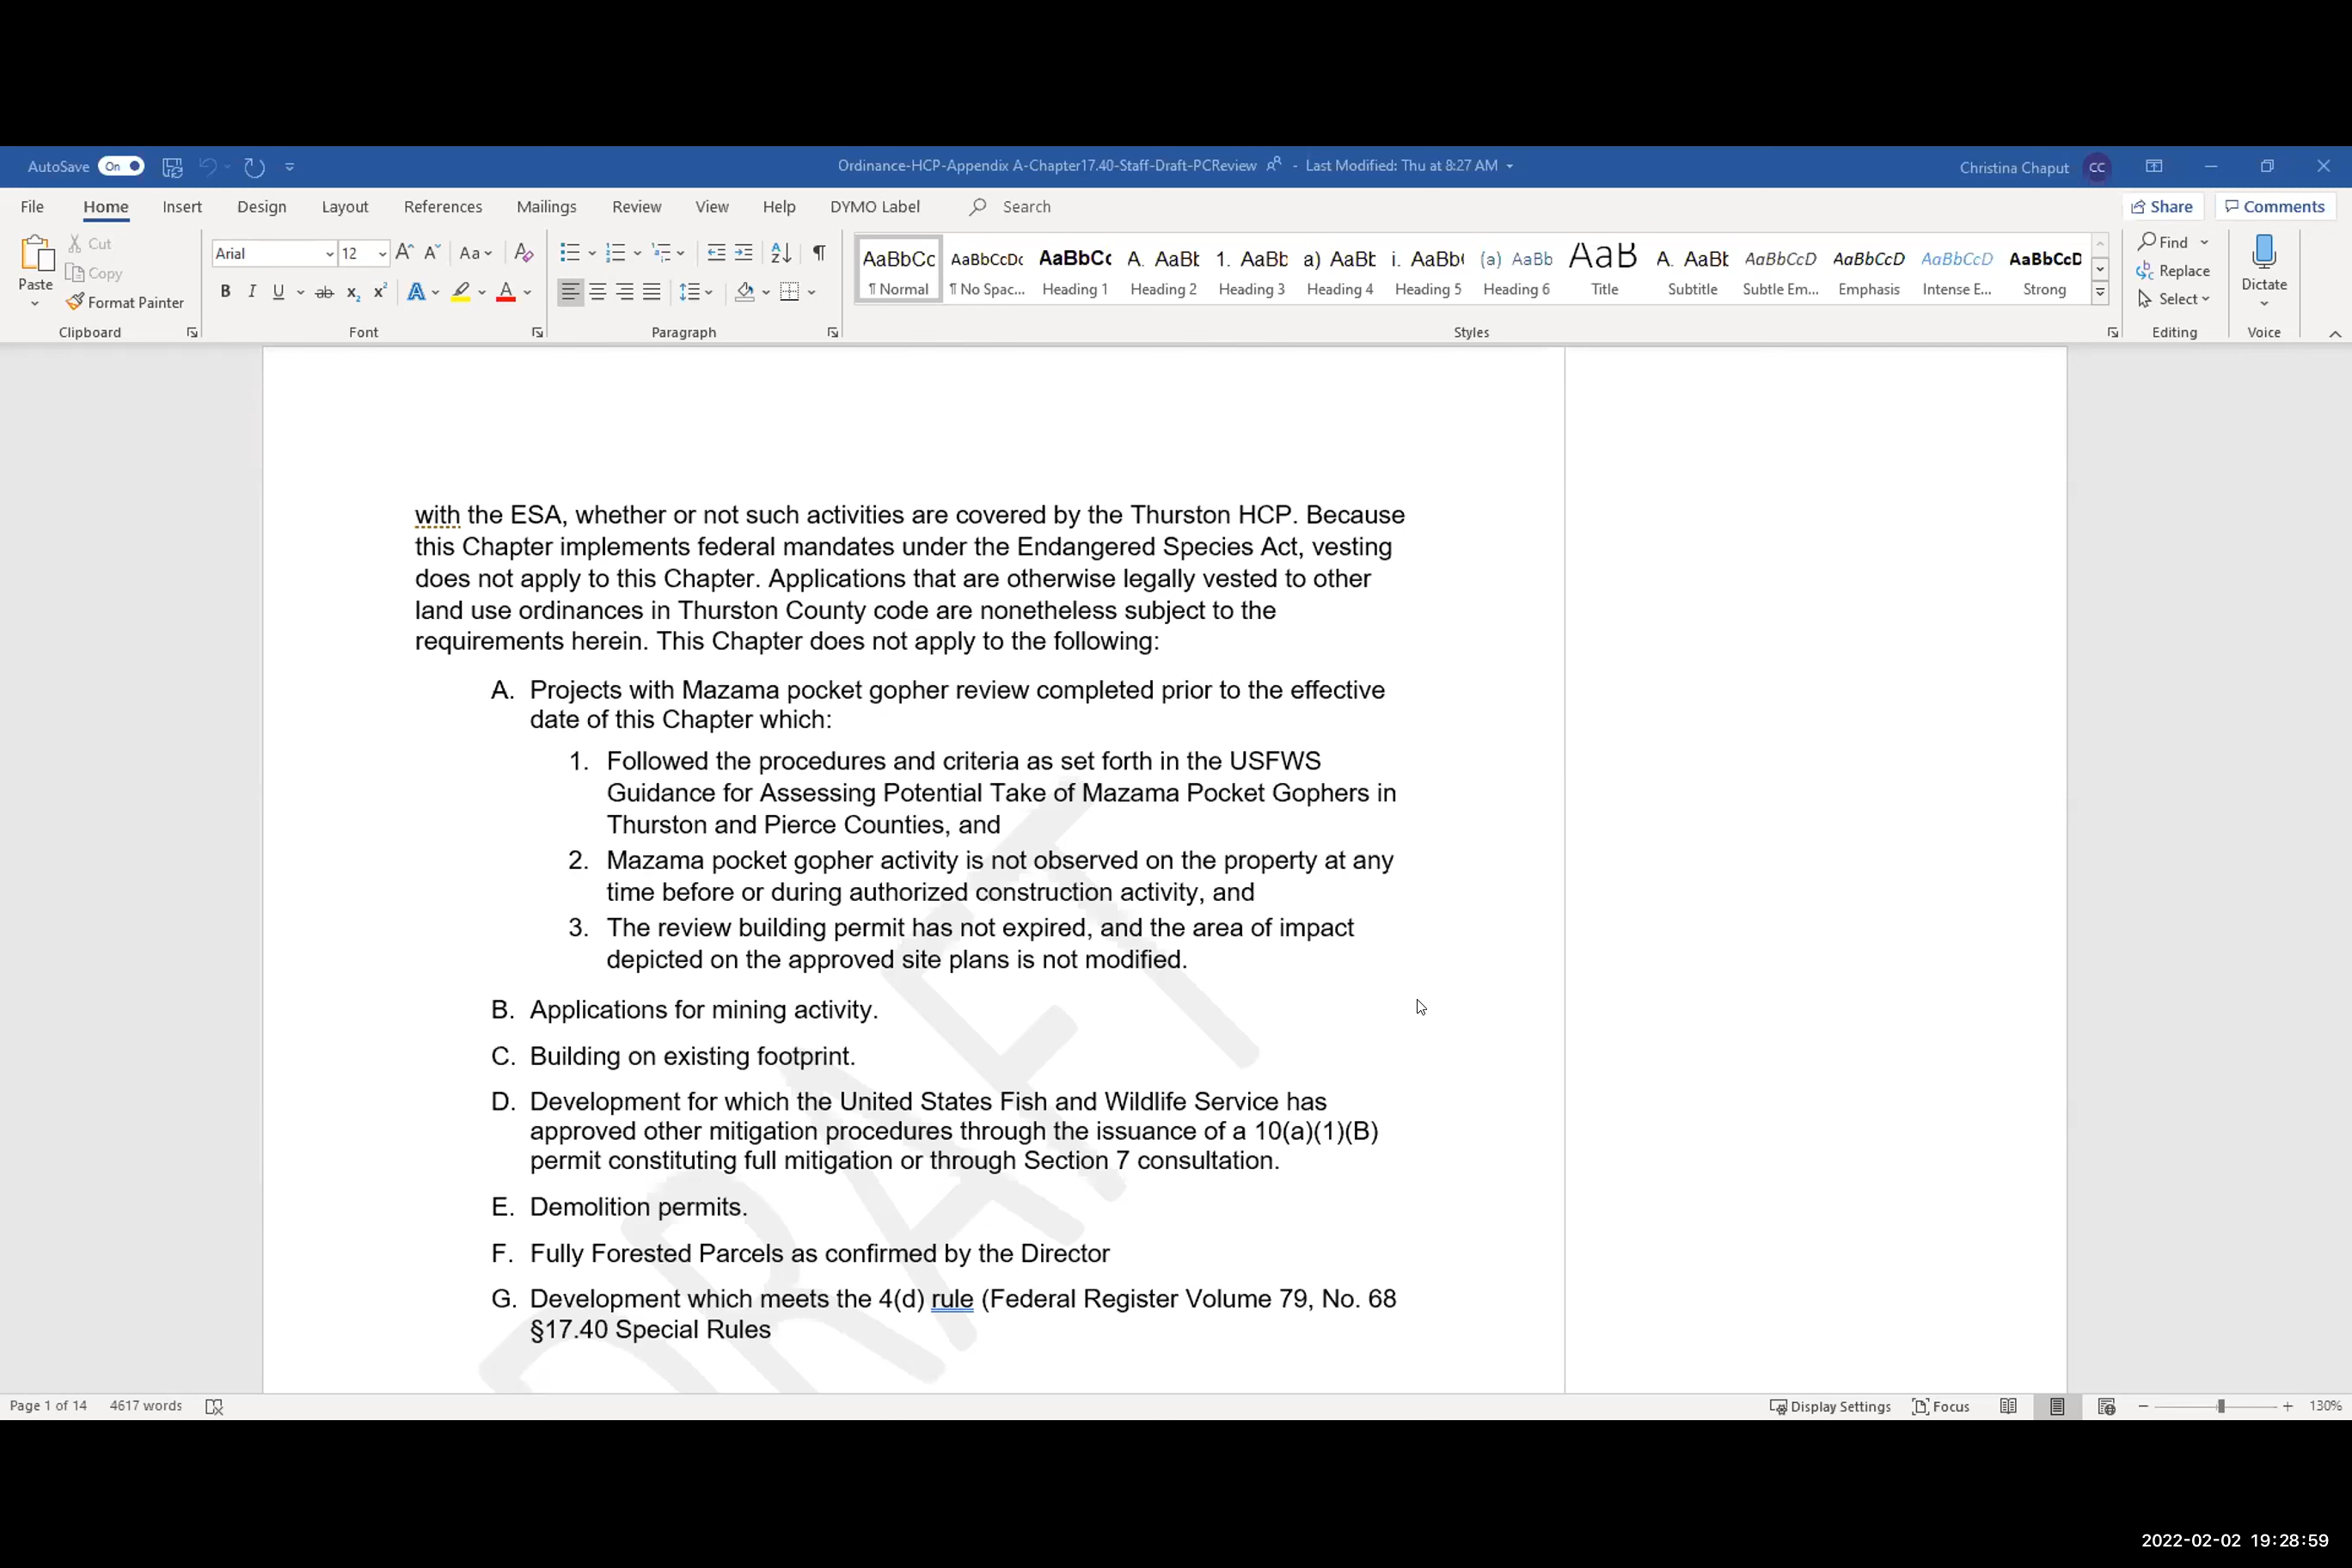 AutoSave On Ordinance-HCP-Appendix A-Chapter17.40-Staff-Draft-PCReview - Last Modified: Thu at 8:27 AM Christina Chaput CC
File Home Insert Design Layout References Mailings Review View Help DYMO Label Search Share Comments
Paste Cut Copy Format Painter
Arial 12 Aa
B I U ab x2 x2 A A
AaBbCc AaBbCcDc AaBbCc A. AaBb 1. AaBb a) AaBb i. AaBb (a) AaBb AaB A. AaBb AaBbCcD AaBbCcD AaBbCcD AaBbCcD
¶ Normal ¶ No Spac... Heading 1 Heading 2 Heading 3 Heading 4 Heading 5 Heading 6 Title Subtitle Subtle Em... Emphasis Intense E... Strong
Find
Replace
Select
Dictate
Clipboard Font Paragraph Styles Editing Voice
with the ESA, whether or not such activities are covered by the Thurston HCP. Because
this Chapter implements federal mandates under the Endangered Species Act, vesting
does not apply to this Chapter. Applications that are otherwise legally vested to other
land use ordinances in Thurston County code are nonetheless subject to the
requirements herein. This Chapter does not apply to the following:
A. Projects with Mazama pocket gopher review completed prior to the effective
date of this Chapter which:
1. Followed the procedures and criteria as set forth in the USFWS
Guidance for Assessing Potential Take of Mazama Pocket Gophers in
Thurston and Pierce Counties, and
2. Mazama pocket gopher activity is not observed on the property at any
time before or during authorized construction activity, and
3. The review building permit has not expired, and the area of impact
depicted on the approved site plans is not modified.
B. Applications for mining activity.
C. Building on existing footprint.
D. Development for which the United States Fish and Wildlife Service has
approved other mitigation procedures through the issuance of a 10(a)(1)(B)
permit constituting full mitigation or through Section 7 consultation.
E. Demolition permits.
F. Fully Forested Parcels as confirmed by the Director
G. Development which meets the 4(d) rule (Federal Register Volume 79, No. 68
§17.40 Special Rules
DRAFT
Page 1 of 14 4617 words Display Settings Focus 130%
2022-02-02 19:28:59